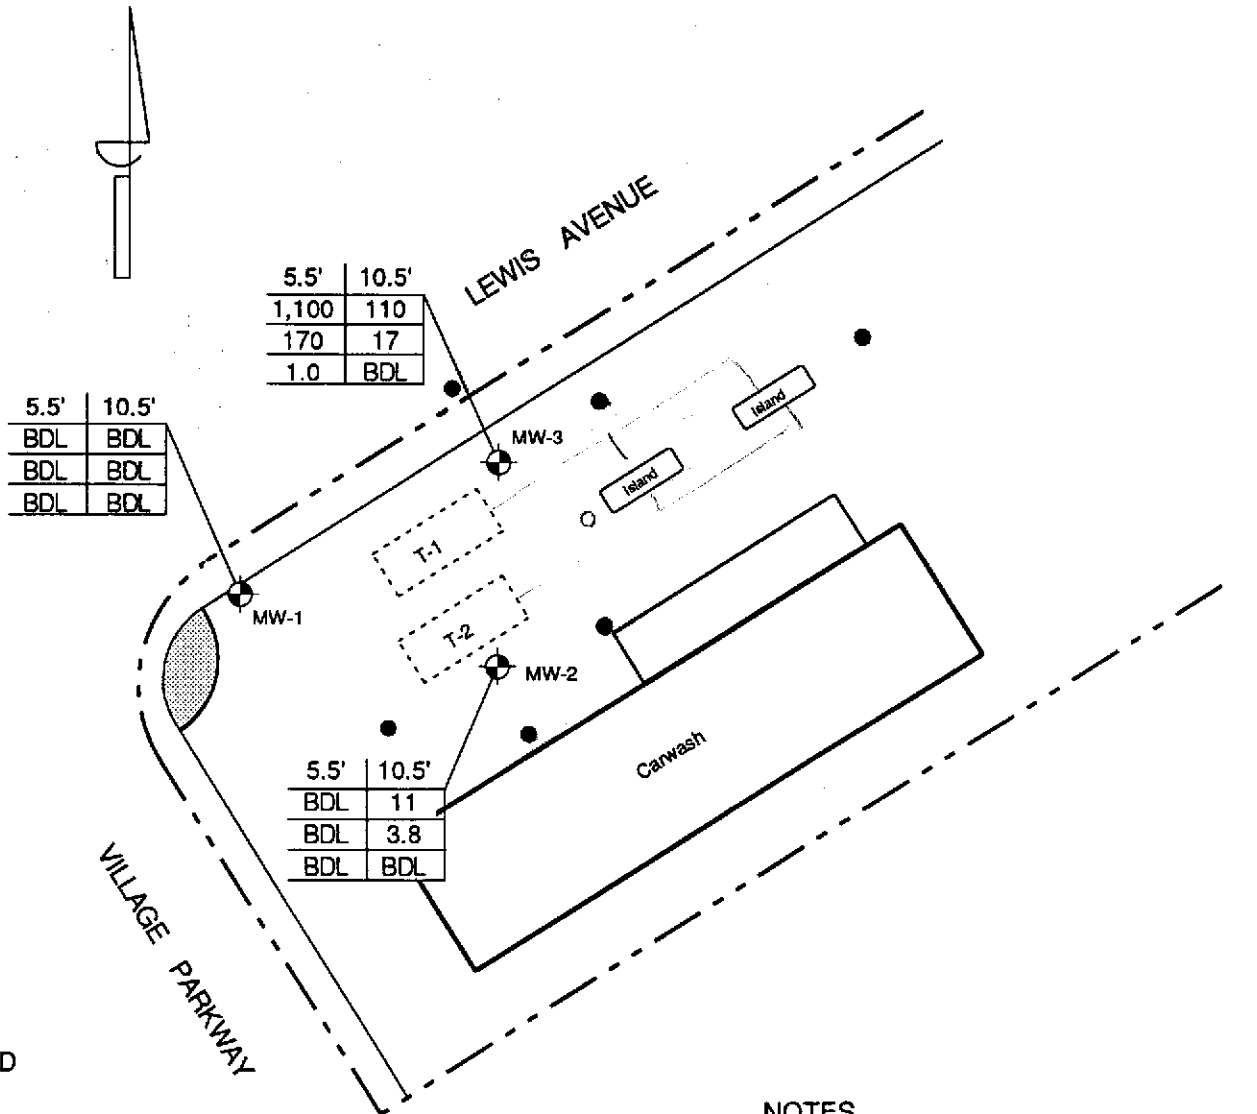 LEWIS AVENUE
5.5' 10.5'
1,100 110
170 17
1.0 BDL
5.5' 10.5'
BDL BDL
BDL BDL
BDL BDL
MW-3
island
island
T-1
MW-1
T-2
MW-2
Carwash
5.5' 10.5'
BDL 11
BDL 3.8
BDL BDL
VILLAGE PARKWAY
D
NOTES